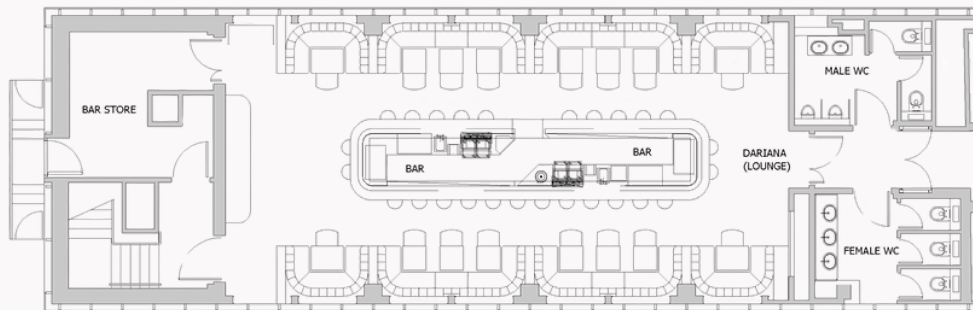 MALE WC
BAR STORE
BAR
DARIANA
(LOUNGE)
BAR
FEMALE WC